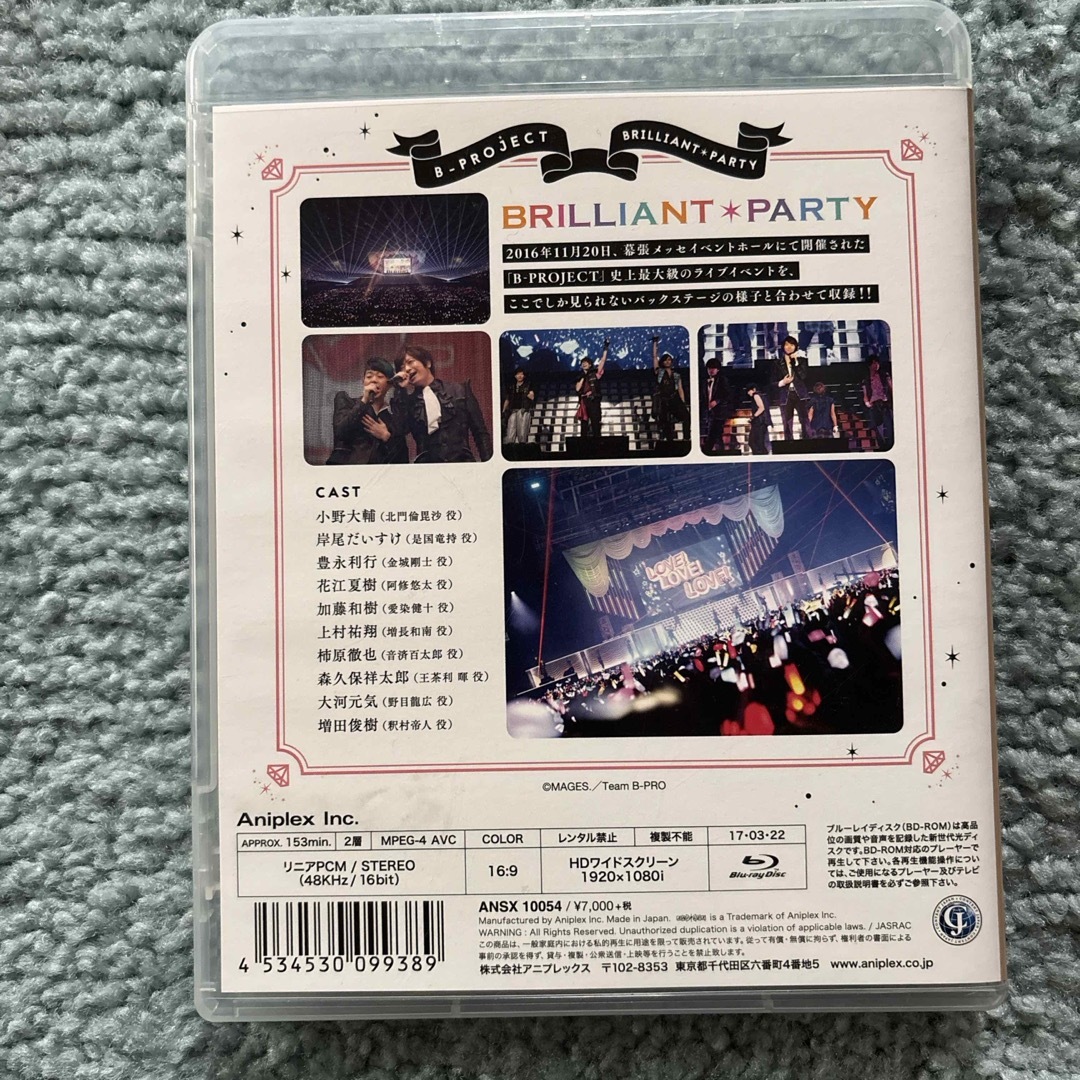 B-PROJECT
BRILLIANT✶PARTY
BRILLIANT✶PARTY
2016年11月20日、幕張メッセイベントホールにて開催された
「B-PROJECT」史上最大級のライブイベントを、
ここでしか見られないバックステージの様子と合わせて収録!!
CAST
小野大輔(北門倫毘沙 役)
岸尾だいすけ(是国竜持 役)
豊永利行(金城剛士 役)
花江夏樹(阿修悠太 役)
加藤和樹(愛染健十 役)
上村祐翔(増長和南 役)
柿原徹也(音済百太郎 役)
森久保祥太郎(王茶利 暉 役)
大河元気(野目龍広 役)
増田俊樹(釈村帝人 役)
LOVE!
LOVE!
LOVE!
©MAGES.／Team B-PRO
Aniplex Inc.
APPROX. 153min. 2層 MPEG-4 AVC COLOR レンタル禁止 複製不能 17・03・22
リニアPCM / STEREO
(48KHz / 16bit)
16:9
HDワイドスクリーン
1920×1080i
Blu-ray Disc
ブルーレイディスク(BD-ROM)は高品
位の画質や音声を記録した新世代光ディ
スクです。BD-ROM対応のプレーヤーで
再生して下さい。各再生機能操作につい
ては、ご使用になるプレーヤー及びテレビ
の取扱説明書を必ずご参照下さい。
ANSX 10054 / ¥7,000+税
Manufactured by Aniplex Inc. Made in Japan. is a Trademark of Aniplex Inc.
WARNING : All Rights Reserved. Unauthorized duplication is a violation of applicable laws. / JASRAC
この商品は、一般家庭内における私的再生に用途を限って販売されています。従って有償・無償に拘らず、権利者の書面による
事前の承認を得ず、貸与・複製・公衆送信・上映等を行うことを禁止致します。
株式会社アニプレックス 〒102-8353 東京都千代田区六番町4番地5 www.aniplex.co.jp
4 534530 099389